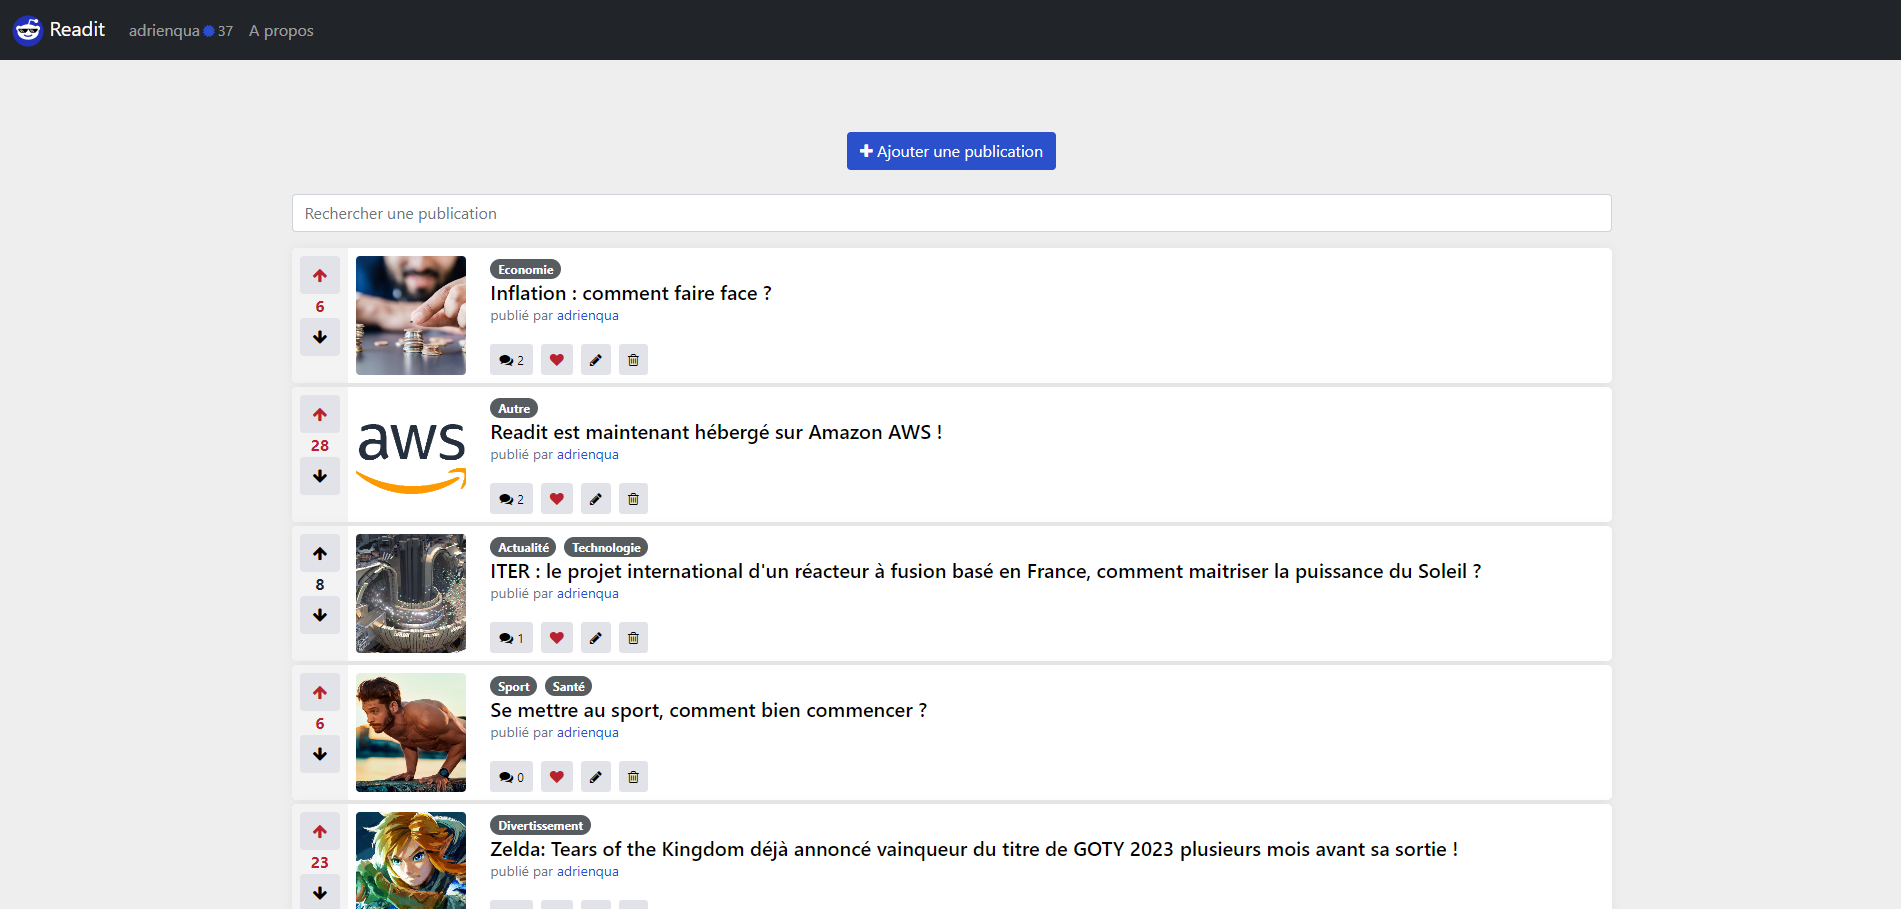 Readit adrienqua 37 A propos
Ajouter une publication
Rechercher une publication
6
Economie
Inflation : comment faire face ?
publié par adrienqua
2
28
aws
Autre
Readit est maintenant hébergé sur Amazon AWS !
publié par adrienqua
2
8
Actualité Technologie
ITER : le projet international d'un réacteur à fusion basé en France, comment maitriser la puissance du Soleil ?
publié par adrienqua
1
6
Sport Santé
Se mettre au sport, comment bien commencer ?
publié par adrienqua
0
23
Divertissement
Zelda: Tears of the Kingdom déjà annoncé vainqueur du titre de GOTY 2023 plusieurs mois avant sa sortie !
publié par adrienqua